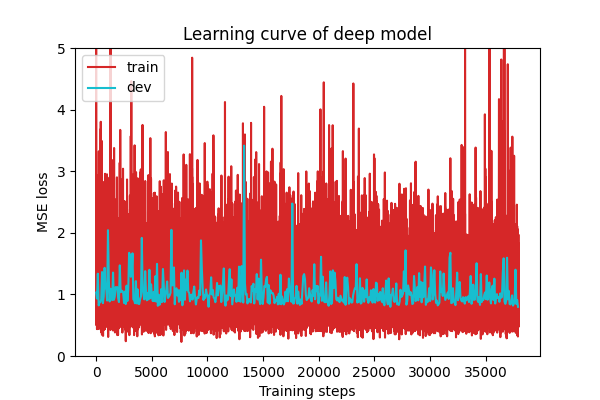 Learning curve of deep model
5
train
dev
4
3
MSE loss
2
1
0
0 5000 10000 15000 20000 25000 30000 35000
Training steps